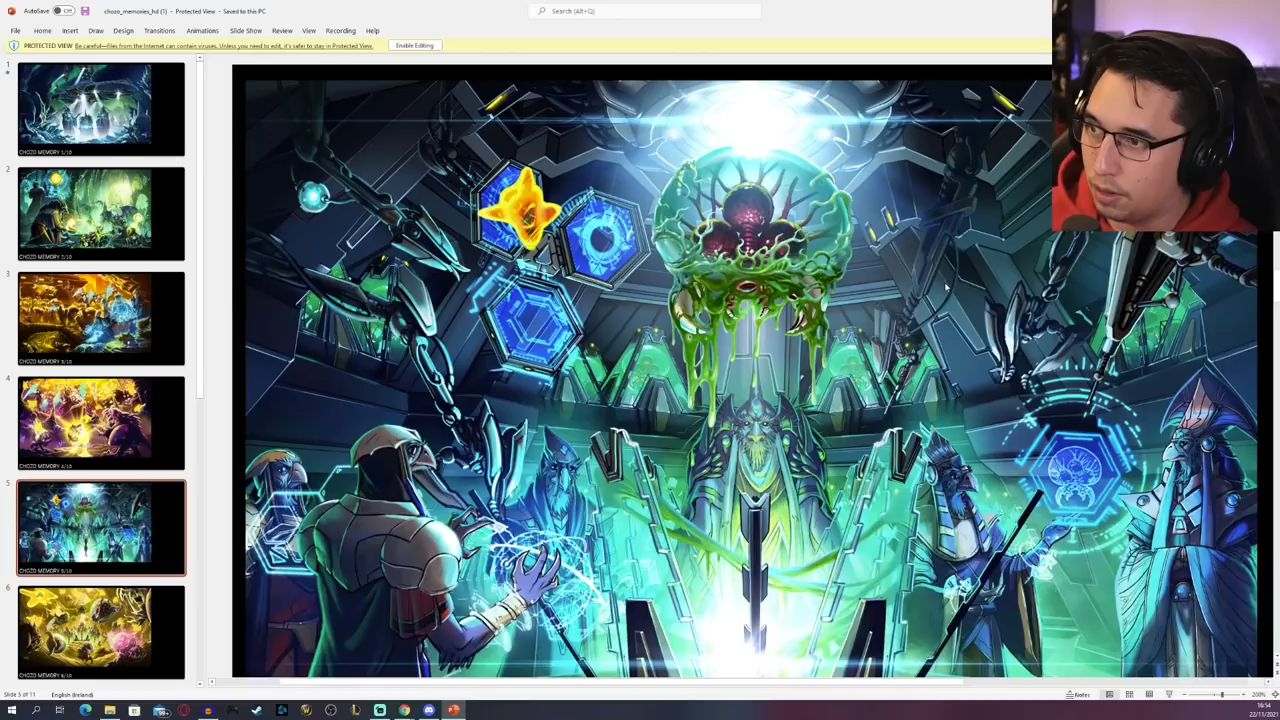 AutoSave Off chozo_memoxies_hd (1) - Protected View - Saved to this PC Search (Alt+Q)
File Home Insert Draw Design Transitions Animations Slide Show Review View Recording Help
PROTECTED VIEW Be careful—files from the Internet can contain viruses. Unless you need to edit, it's safer to stay in Protected View. Enable Editing
1
CHOZO MEMORY 1/10
2
CHOZO MEMORY 2/10
3
CHOZO MEMORY 3/10
4
CHOZO MEMORY 4/10
5
CHOZO MEMORY 5/10
6
CHOZO MEMORY 6/10
Slide 5 of 11 English (Ireland) Notes 200%
99+ 16:54
22/11/2021